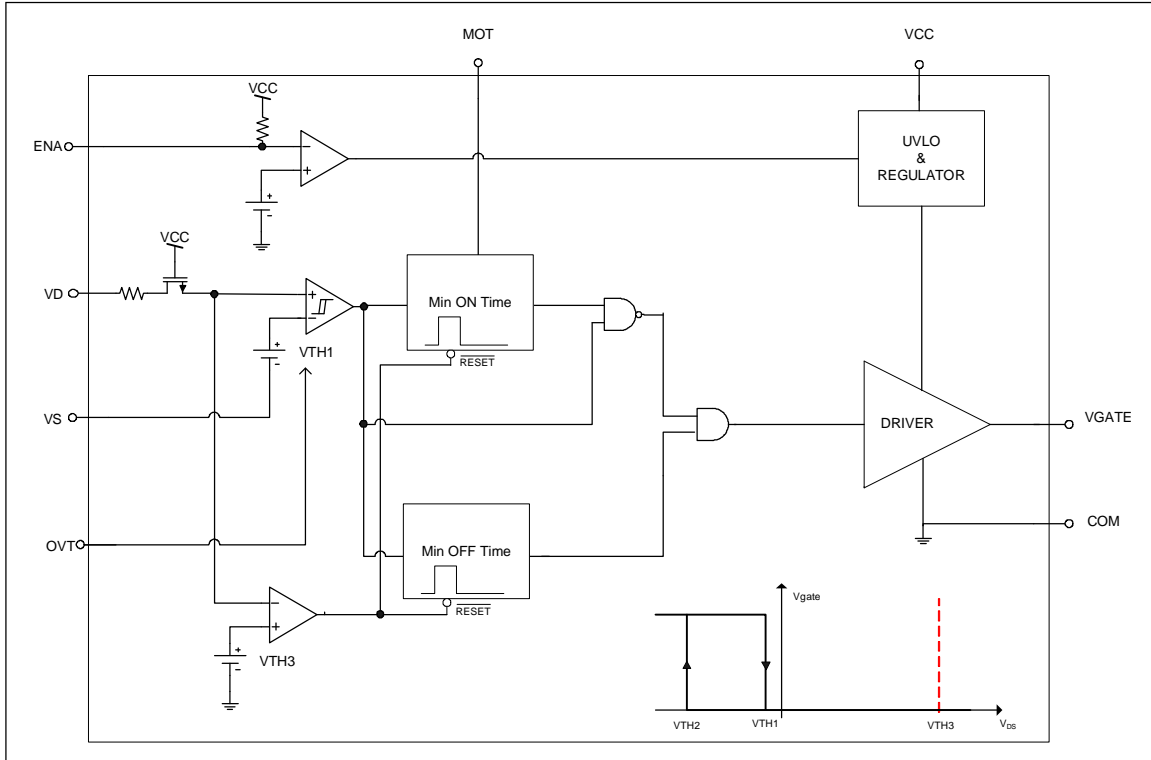 MOT
VCC
VCC
ENA
UVLO
&
REGULATOR
VCC
VD
Min ON Time
VTH1
RESET
VS
DRIVER
VGATE
COM
OVT
Min OFF Time
RESET
VTH3
Vgate
VTH2
VTH1
VTH3
VDS